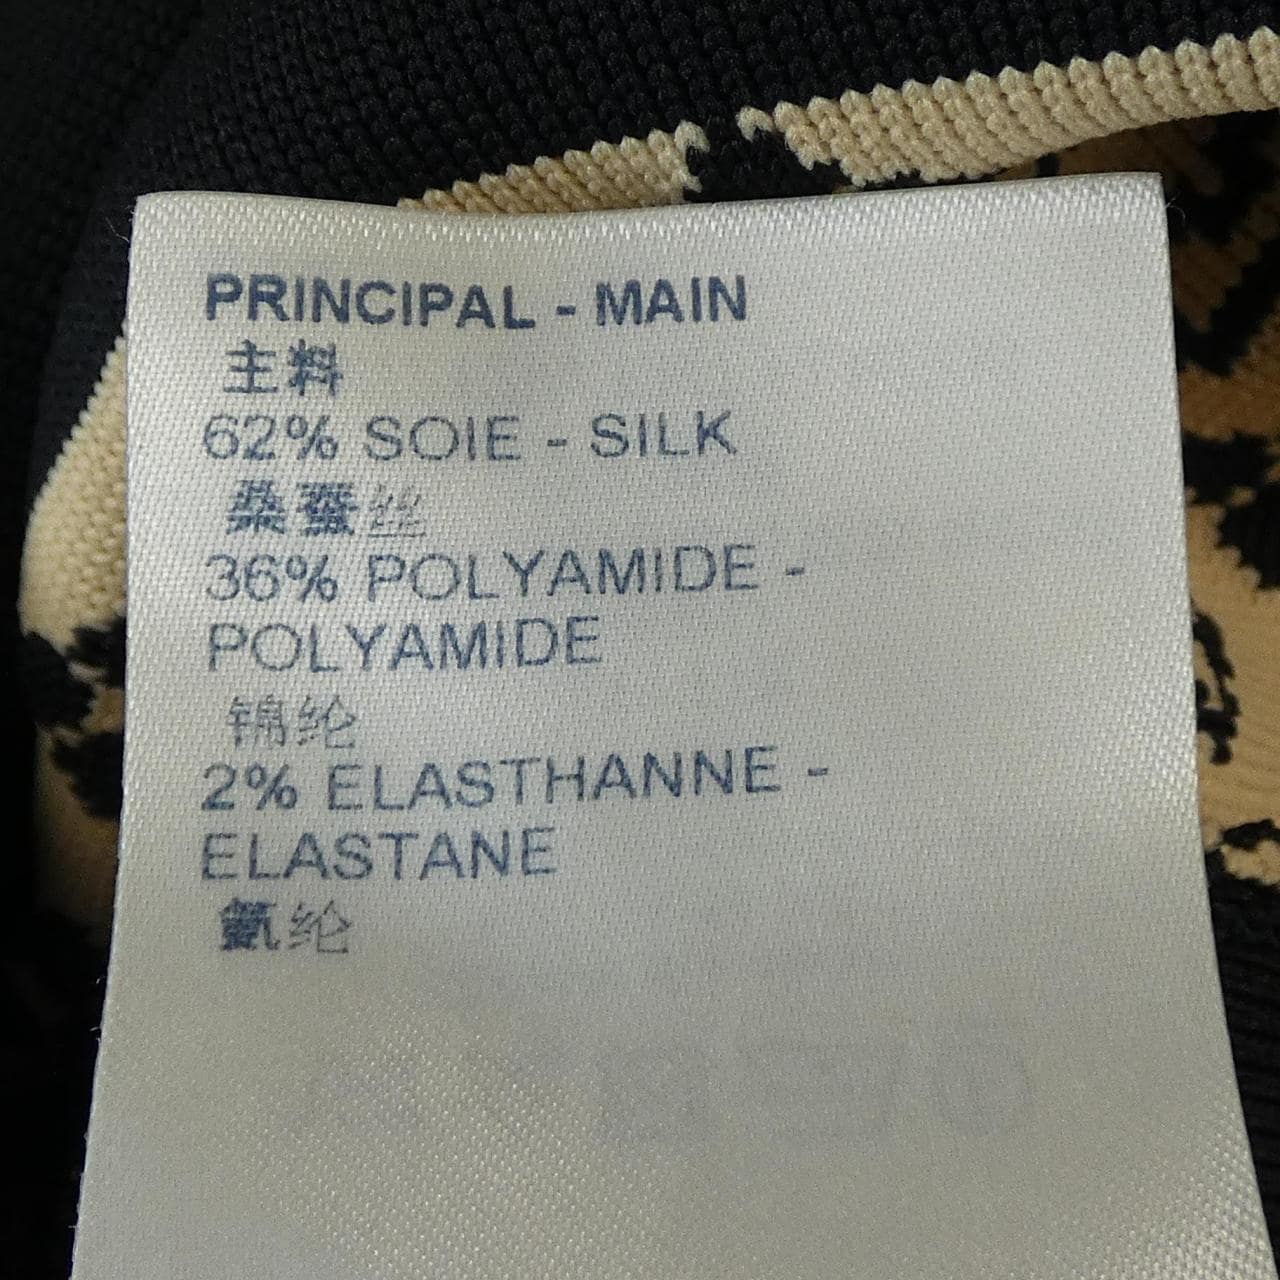 PRINCIPAL - MAIN
主料
62% SOIE - SILK
桑蚕丝
36% POLYAMIDE -
POLYAMIDE
锦纶
2% ELASTHANNE -
ELASTANE
氨纶